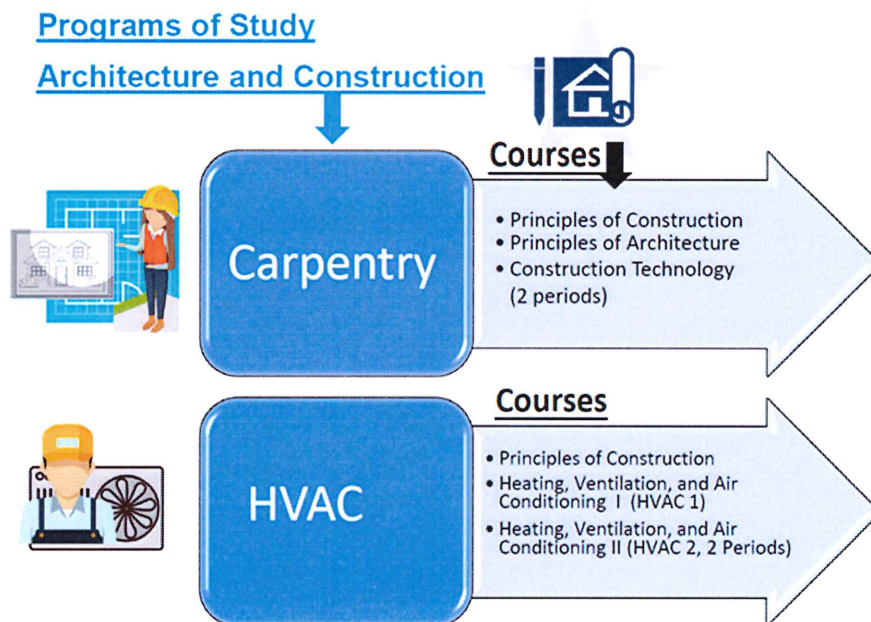 Programs of Study
Architecture and Construction
Carpentry
Courses
• Principles of Construction
• Principles of Architecture
• Construction Technology
(2 periods)
HVAC
Courses
• Principles of Construction
• Heating, Ventilation, and Air
Conditioning I (HVAC 1)
• Heating, Ventilation, and Air
Conditioning II (HVAC 2, 2 Periods)